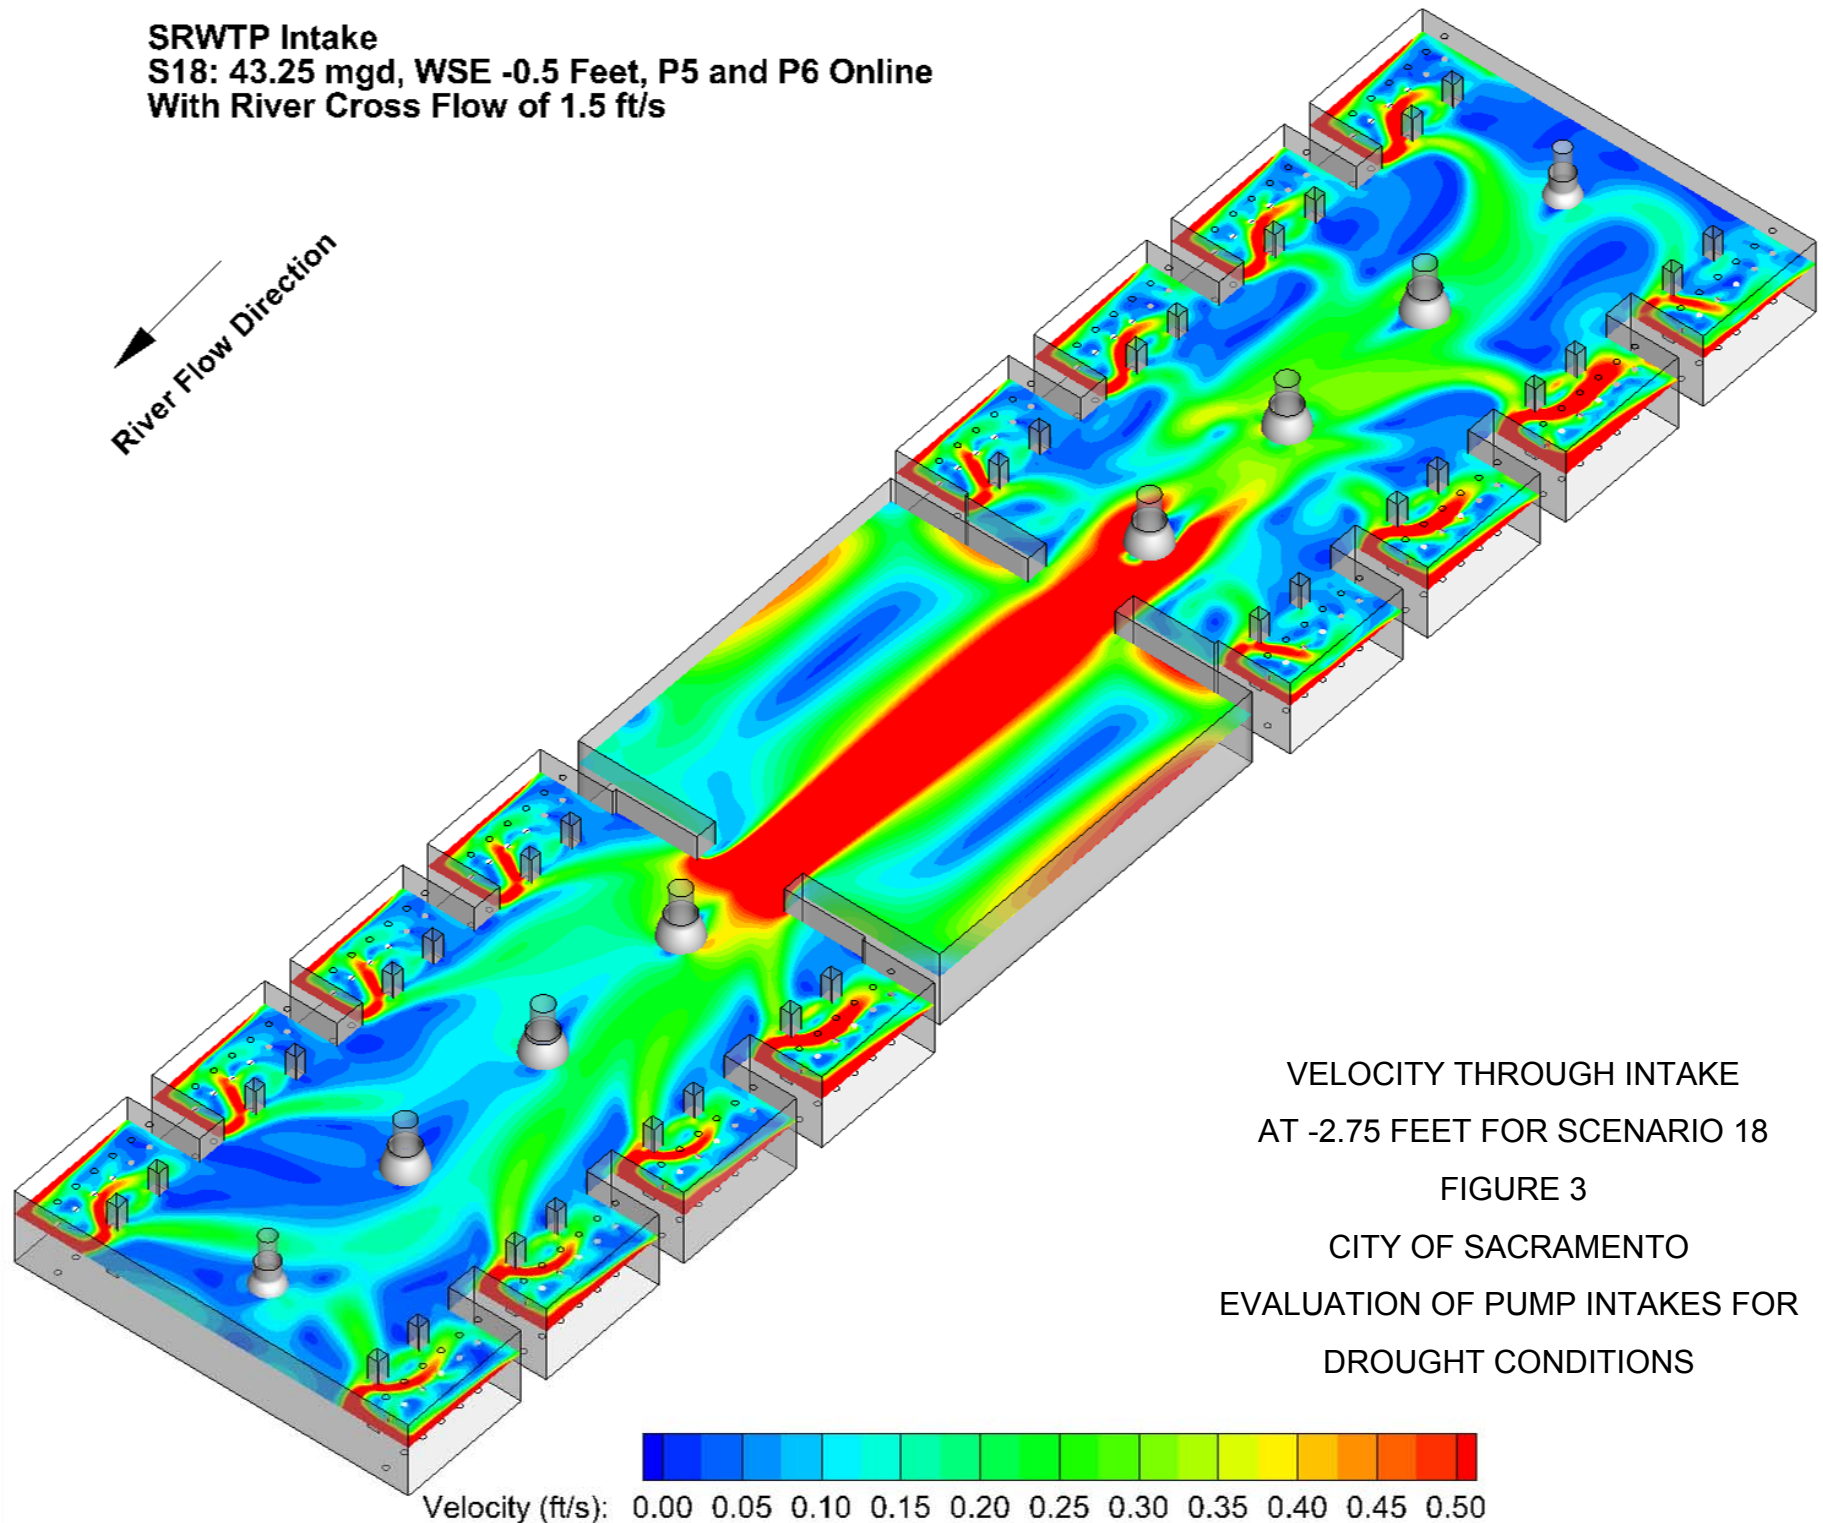 SRWTP Intake
S18: 43.25 mgd, WSE -0.5 Feet, P5 and P6 Online
With River Cross Flow of 1.5 ft/s
River Flow Direction
VELOCITY THROUGH INTAKE
AT -2.75 FEET FOR SCENARIO 18
FIGURE 3
CITY OF SACRAMENTO
EVALUATION OF PUMP INTAKES FOR
DROUGHT CONDITIONS
Velocity (ft/s): 0.00 0.05 0.10 0.15 0.20 0.25 0.30 0.35 0.40 0.45 0.50